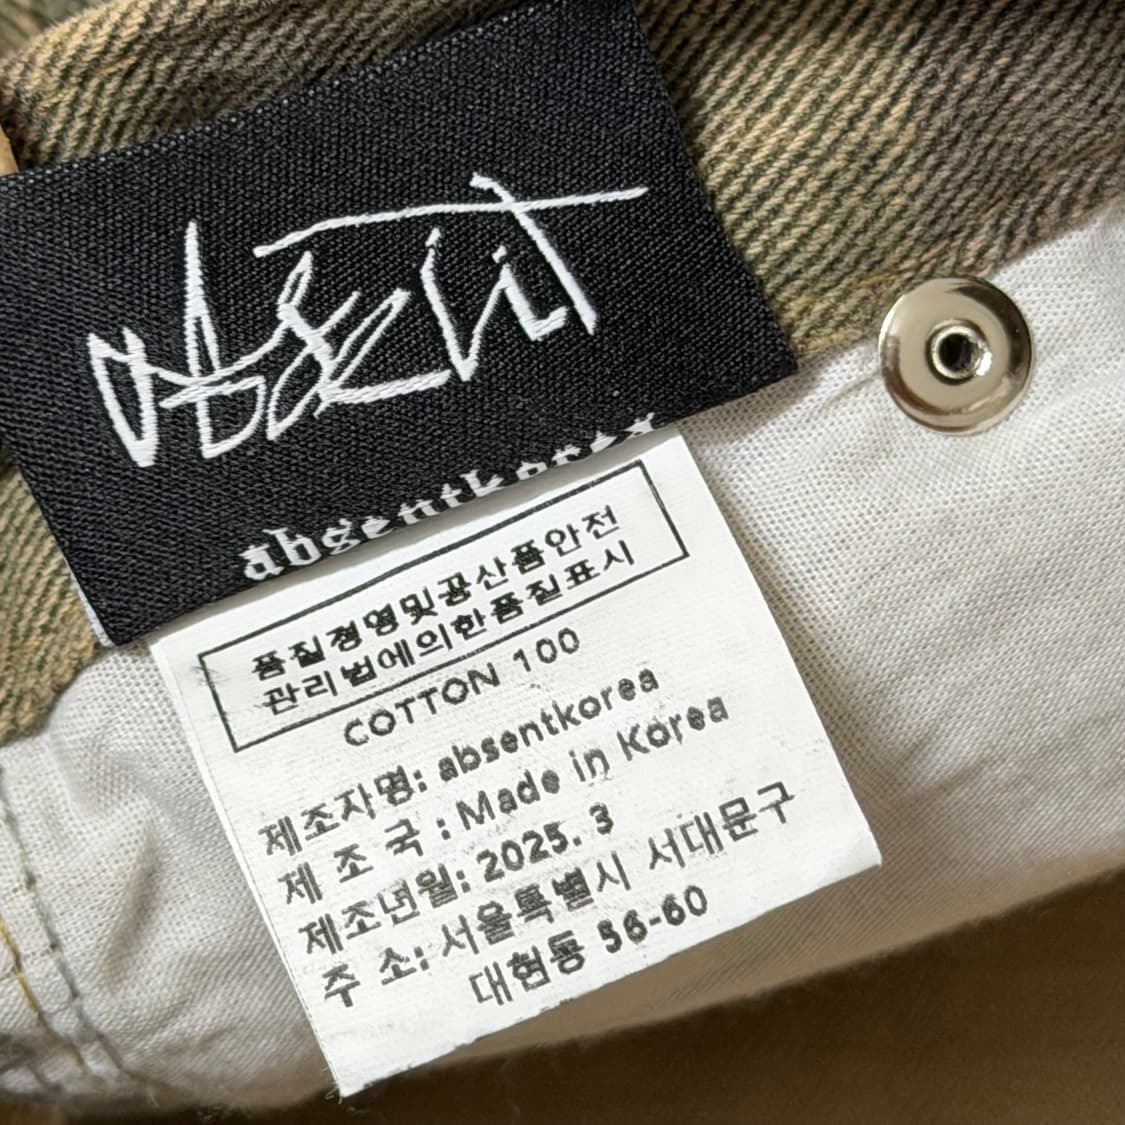 absentkorea
품질경영및공산품안전
관리법에의한품질표시
COTTON 100
제조자명: absentkorea
제 조 국 : Made in Korea
제조년월: 2025. 3
주 소: 서울특별시 서대문구
대현동 56-60